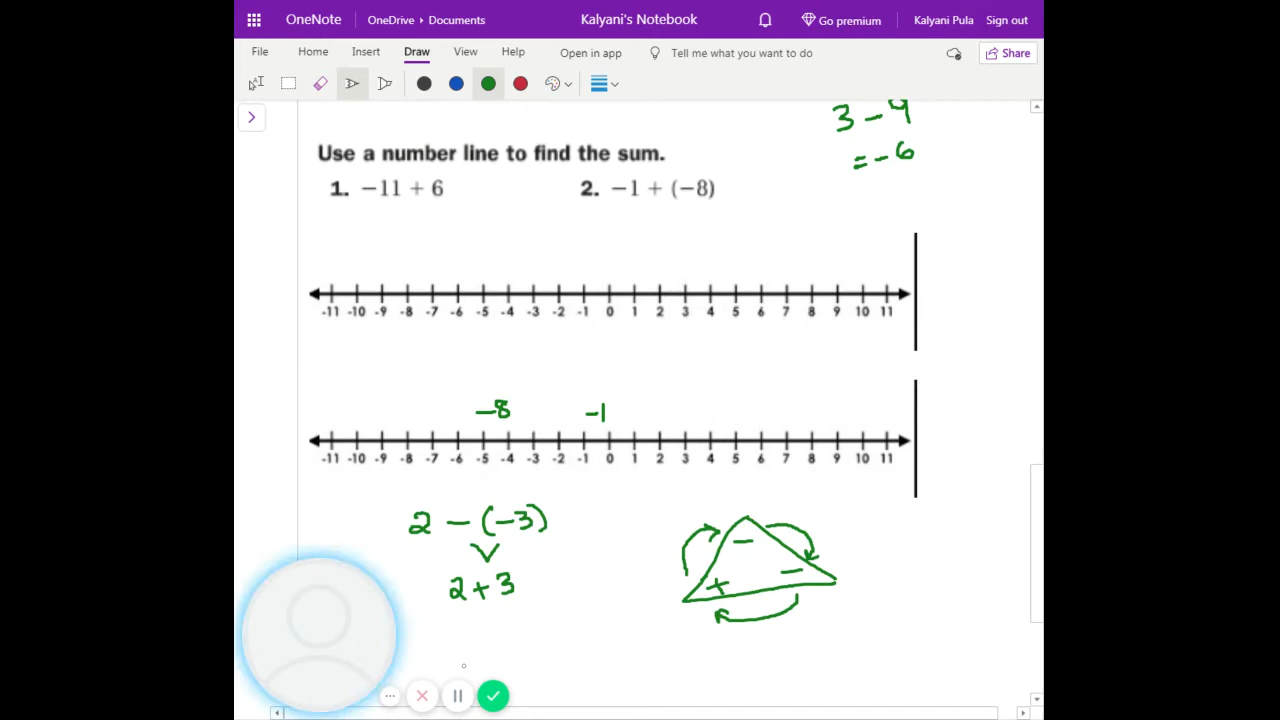 OneNote OneDrive › Documents Kalyani's Notebook Go premium Kalyani Pula Sign out
File Home Insert Draw View Help Open in app Tell me what you want to do Share
3 - 4
= - 6
Use a number line to find the sum.
1. −11 + 6 2. −1 + (−8)
-11 -10 -9 -8 -7 -6 -5 -4 -3 -2 -1 0 1 2 3 4 5 6 7 8 9 10 11
-8 -1
-11 -10 -9 -8 -7 -6 -5 -4 -3 -2 -1 0 1 2 3 4 5 6 7 8 9 10 11
2 - (-3)
2 + 3
-
+ -